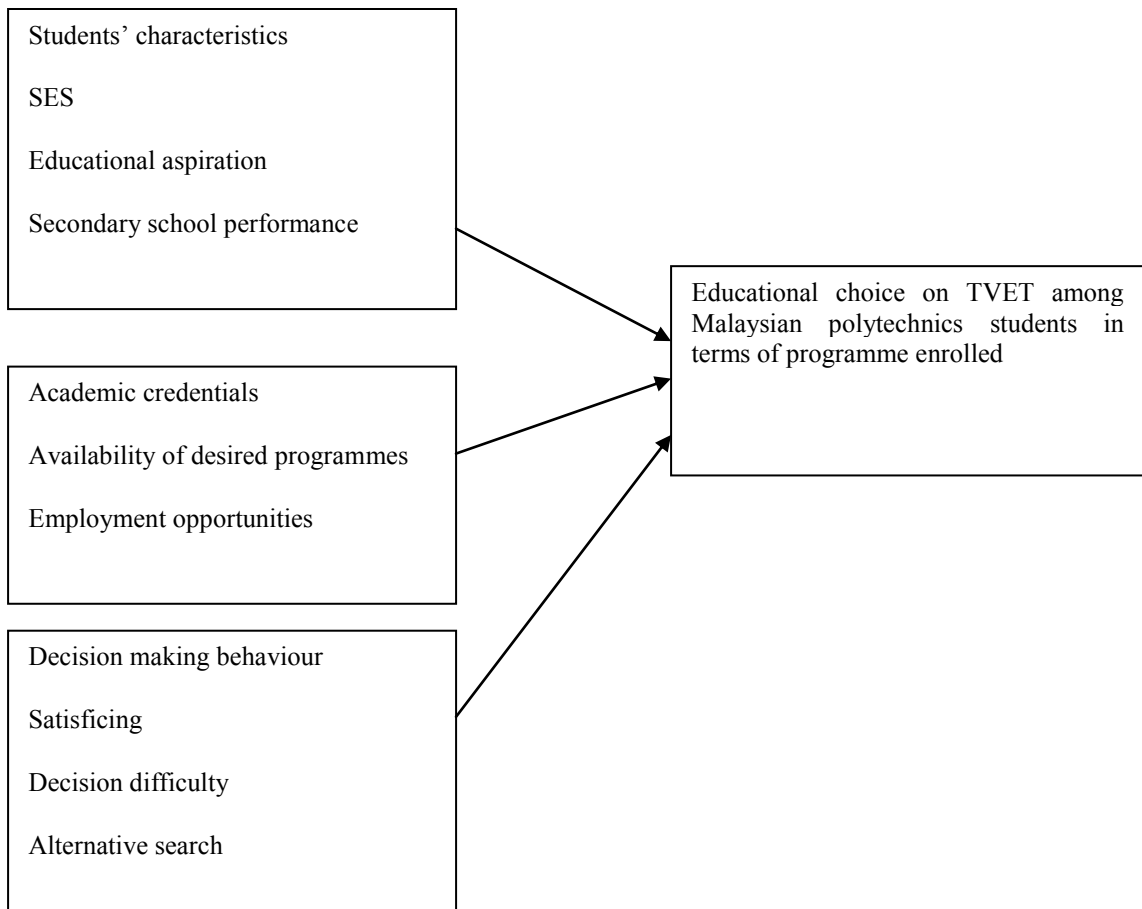 Students’ characteristics
SES
Educational aspiration
Secondary school performance
Educational choice on TVET among
Malaysian polytechnics students in
terms of programme enrolled
Academic credentials
Availability of desired programmes
Employment opportunities
Decision making behaviour
Satisficing
Decision difficulty
Alternative search